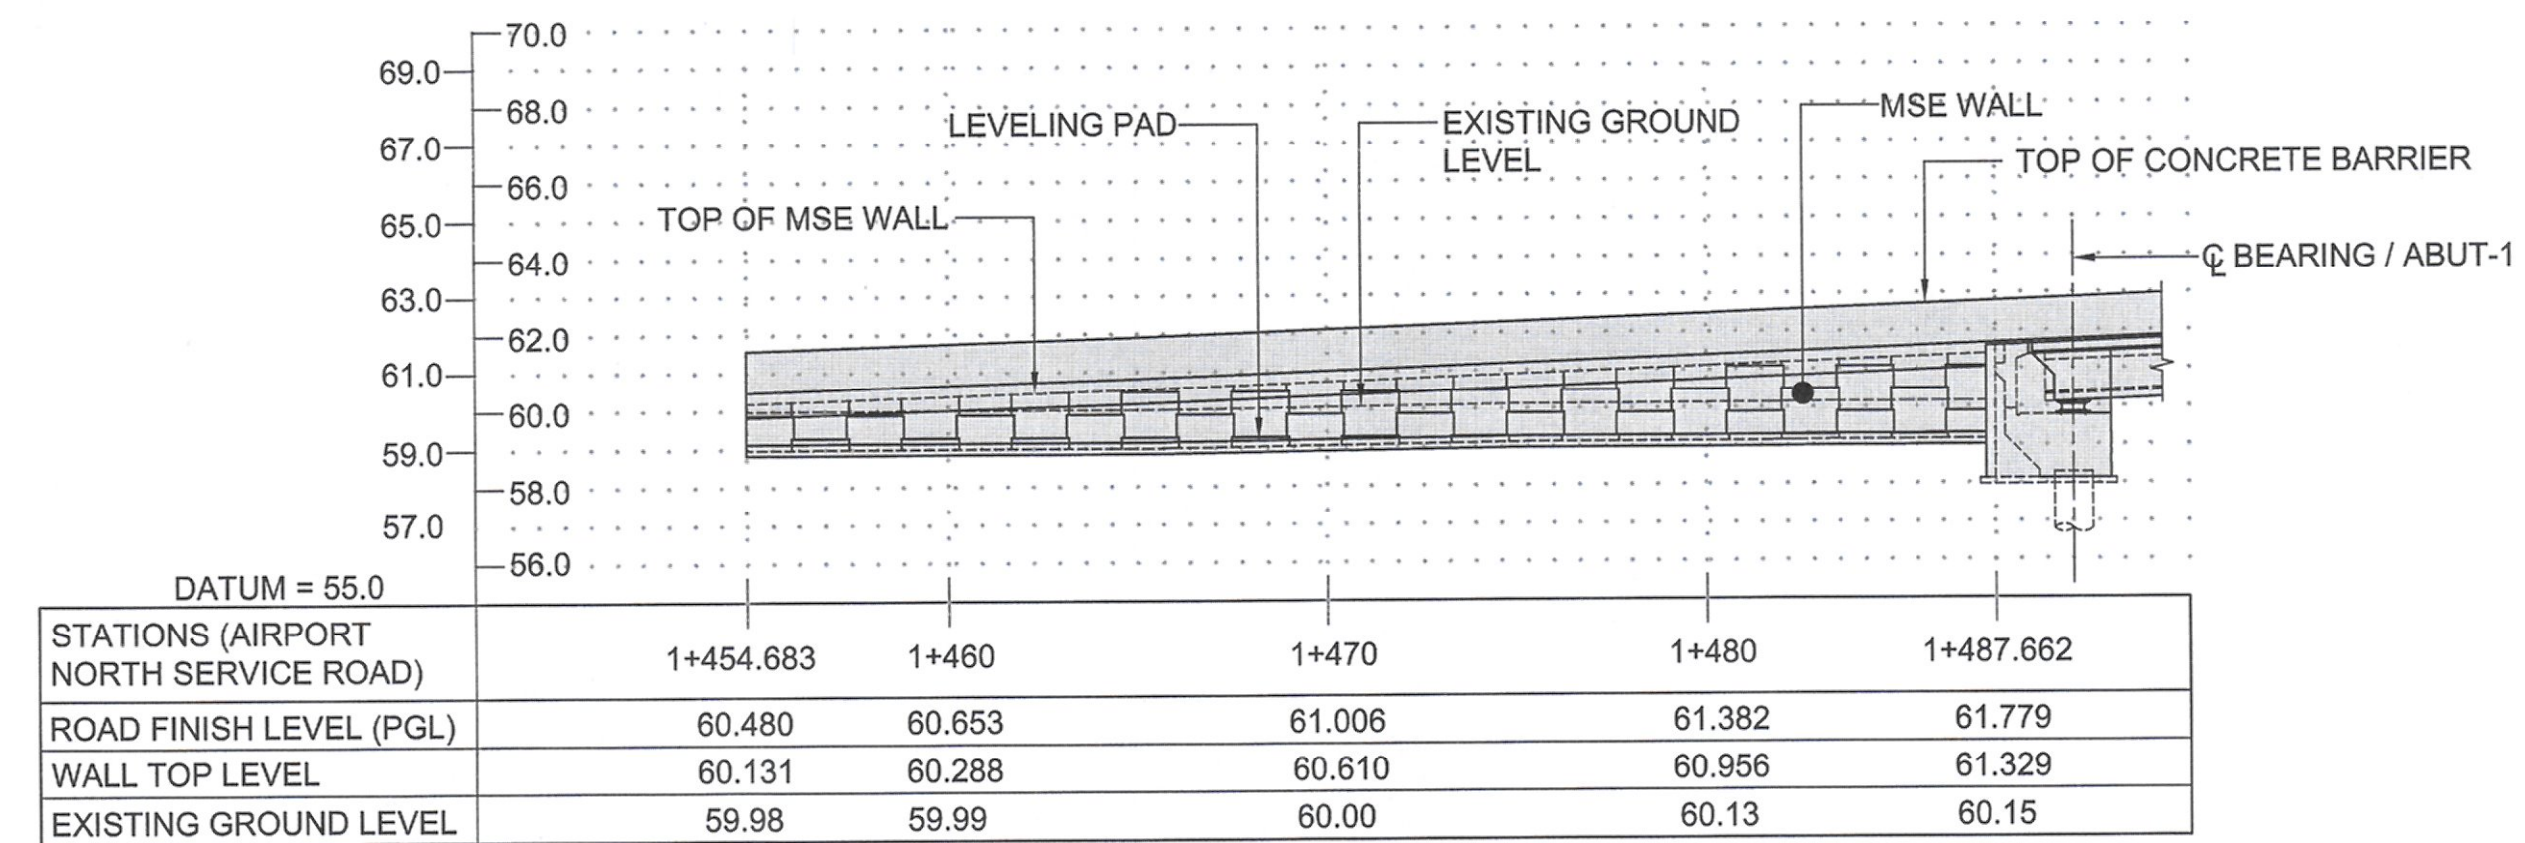 70.0
69.0
68.0
67.0
66.0
65.0
64.0
63.0
62.0
61.0
60.0
59.0
58.0
57.0
56.0
DATUM = 55.0
LEVELING PAD
EXISTING GROUND
LEVEL
MSE WALL
TOP OF CONCRETE BARRIER
TOP OF MSE WALL
℄ BEARING / ABUT-1
STATIONS (AIRPORT
NORTH SERVICE ROAD)
1+454.683 1+460 1+470 1+480 1+487.662
ROAD FINISH LEVEL (PGL) 60.480 60.653 61.006 61.382 61.779
WALL TOP LEVEL 60.131 60.288 60.610 60.956 61.329
EXISTING GROUND LEVEL 59.98 59.99 60.00 60.13 60.15